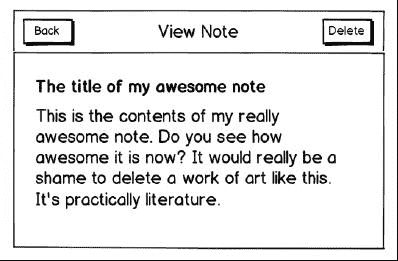 Back
View Note
Delete
The title of my awesome note
This is the contents of my really
awesome note. Do you see how
awesome it is now? It would really be a
shame to delete a work of art like this.
It's practically literature.